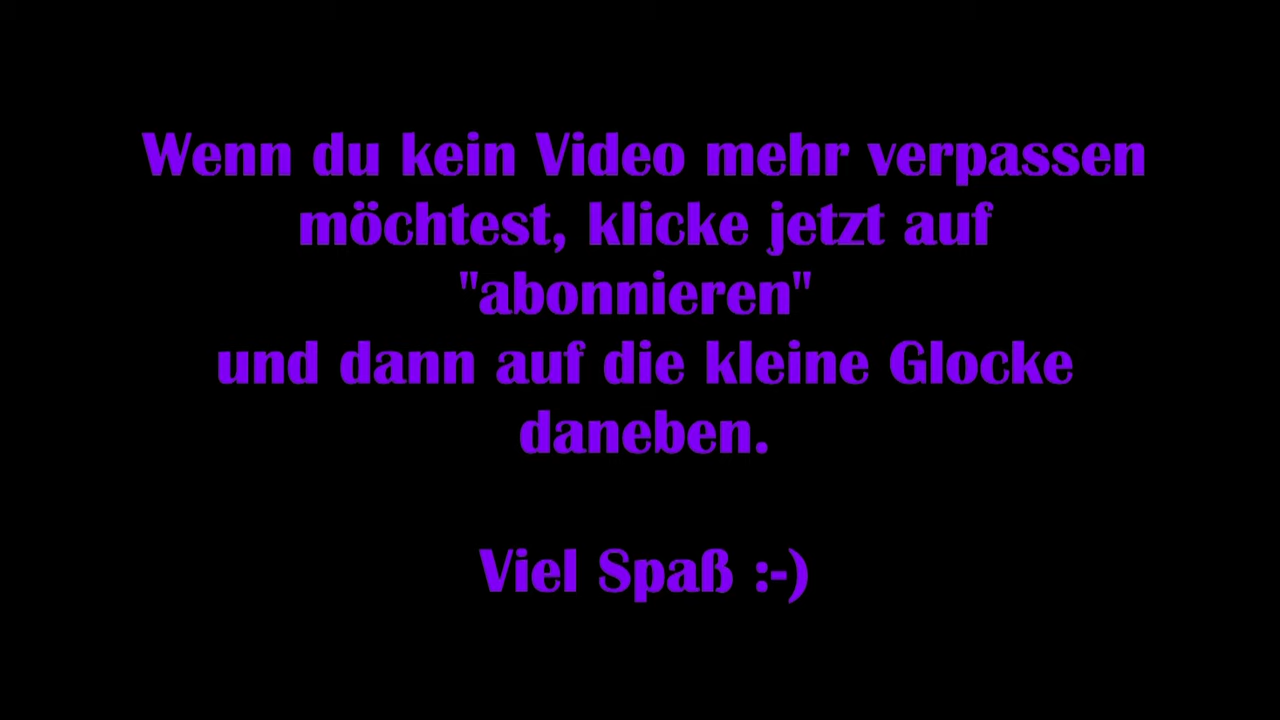 Wenn du kein Video mehr verpassen
möchtest, klicke jetzt auf
"abonnieren"
und dann auf die kleine Glocke
daneben.
Viel Spaß :-)